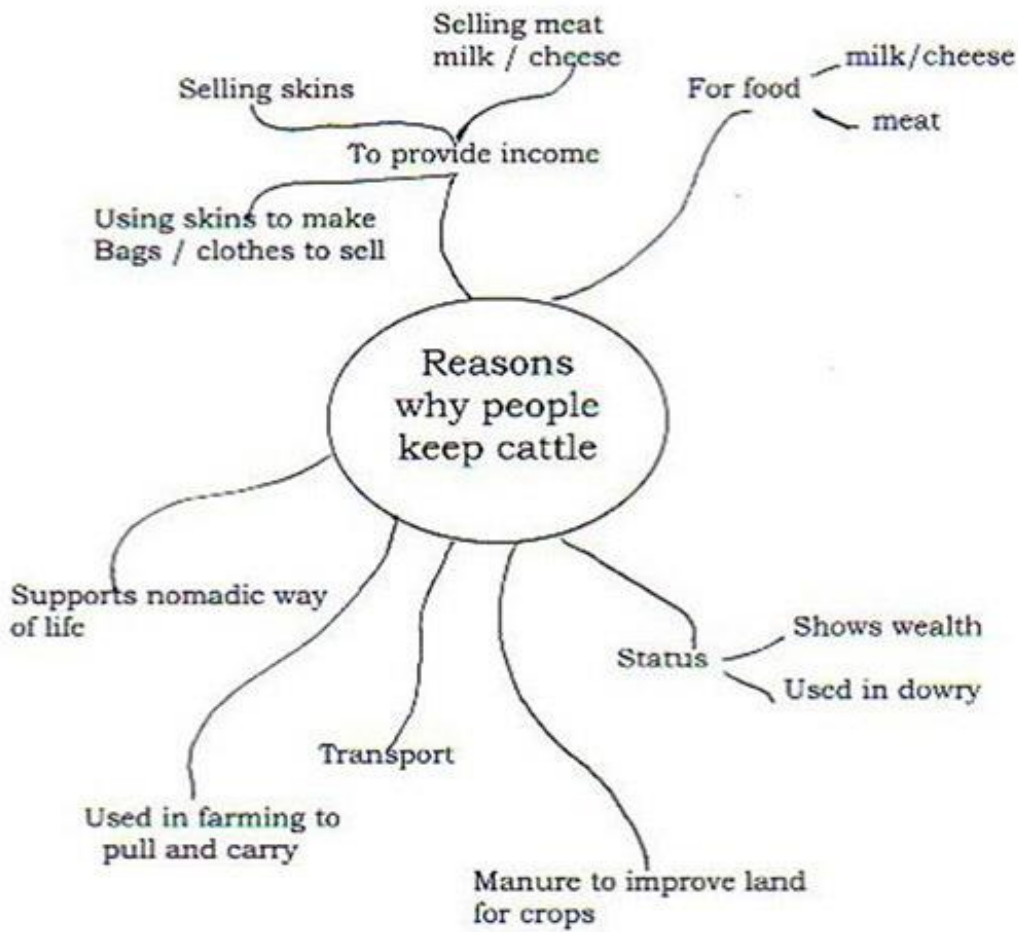 Selling meat
milk / cheese
Selling skins
To provide income
Using skins to make
Bags / clothes to sell
For food
milk/cheese
meat
Reasons
why people
keep cattle
Supports nomadic way
of life
Used in farming to
pull and carry
Transport
Manure to improve land
for crops
Status
Shows wealth
Used in dowry